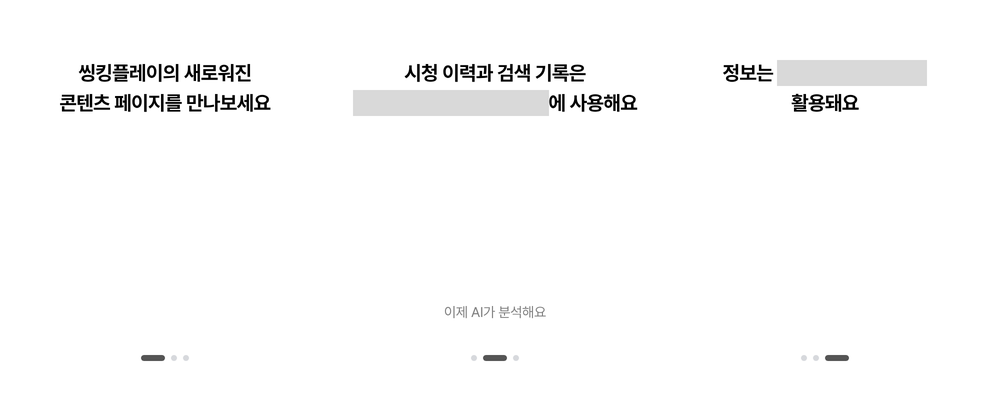 씽킹플레이의 새로워진
콘텐츠 페이지를 만나보세요
시청 이력과 검색 기록은
에 사용해요
이제 AI가 분석해요
정보는
활용돼요